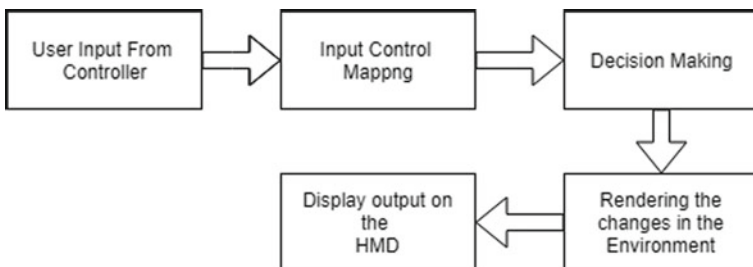 User Input From
Controller
Input Control
Mappng
Decision Making
Rendering the
changes in the
Environment
Display output on
the
HMD